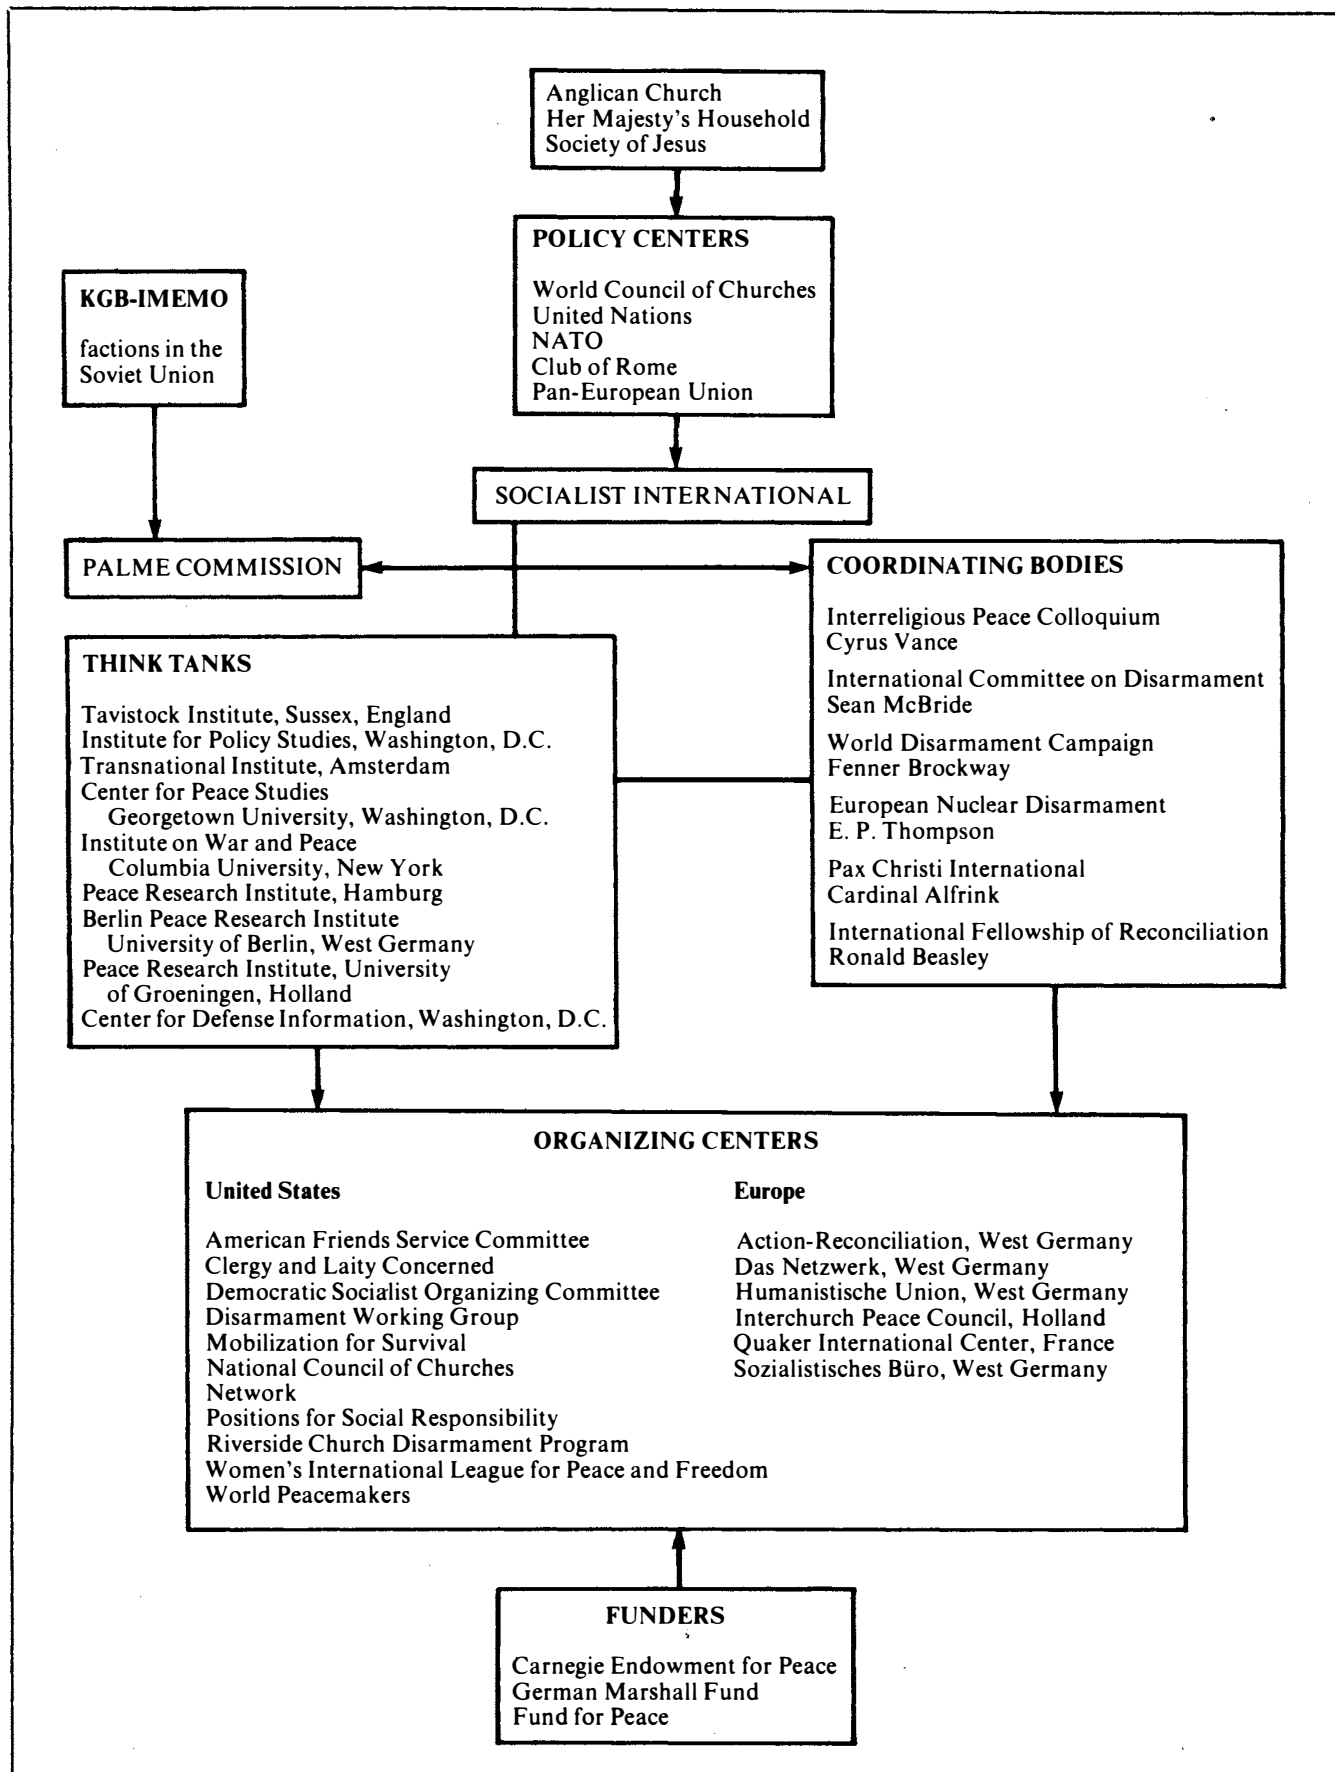 Anglican Church
Her Majesty's Household
Society of Jesus
POLICY CENTERS
World Council of Churches
United Nations
NATO
Club of Rome
Pan-European Union
KGB-IMEMO
factions in the
Soviet Union
SOCIALIST INTERNATIONAL
PALME COMMISSION
COORDINATING BODIES
Interreligious Peace Colloquium
Cyrus Vance
International Committee on Disarmament
Sean McBride
World Disarmament Campaign
Fenner Brockway
European Nuclear Disarmament
E. P. Thompson
Pax Christi International
Cardinal Alfrink
International Fellowship of Reconciliation
Ronald Beasley
THINK TANKS
Tavistock Institute, Sussex, England
Institute for Policy Studies, Washington, D.C.
Transnational Institute, Amsterdam
Center for Peace Studies
Georgetown University, Washington, D.C.
Institute on War and Peace
Columbia University, New York
Peace Research Institute, Hamburg
Berlin Peace Research Institute
University of Berlin, West Germany
Peace Research Institute, University
of Groeningen, Holland
Center for Defense Information, Washington, D.C.
ORGANIZING CENTERS
United States
American Friends Service Committee
Clergy and Laity Concerned
Democratic Socialist Organizing Committee
Disarmament Working Group
Mobilization for Survival
National Council of Churches
Network
Positions for Social Responsibility
Riverside Church Disarmament Program
Women's International League for Peace and Freedom
World Peacemakers
Europe
Action-Reconciliation, West Germany
Das Netzwerk, West Germany
Humanistische Union, West Germany
Interchurch Peace Council, Holland
Quaker International Center, France
Sozialistisches Büro, West Germany
FUNDERS
Carnegie Endowment for Peace
German Marshall Fund
Fund for Peace